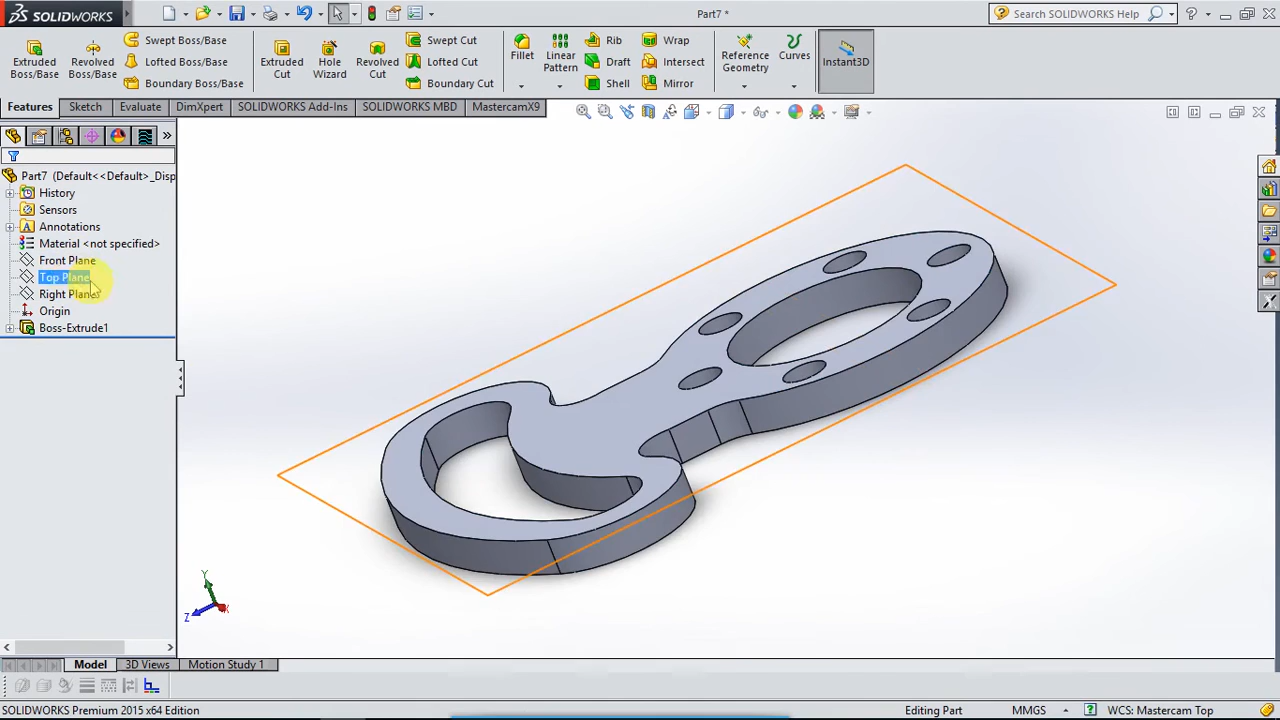 SOLIDWORKS
Part7 *
Search SOLIDWORKS Help
Extruded Boss/Base
Revolved Boss/Base
Swept Boss/Base
Lofted Boss/Base
Boundary Boss/Base
Extruded Cut
Hole Wizard
Revolved Cut
Swept Cut
Lofted Cut
Boundary Cut
Fillet
Linear Pattern
Rib
Draft
Shell
Wrap
Intersect
Mirror
Reference Geometry
Curves
Instant3D
Features
Sketch
Evaluate
DimXpert
SOLIDWORKS Add-Ins
SOLIDWORKS MBD
MastercamX9
Part7 (Default<<Default>_Disp
History
Sensors
Annotations
Material <not specified>
Front Plane
Top Plane
Right Plane
Origin
Boss-Extrude1
Y
Z
X
Model
3D Views
Motion Study 1
SOLIDWORKS Premium 2015 x64 Edition
Editing Part
MMGS
WCS: Mastercam Top